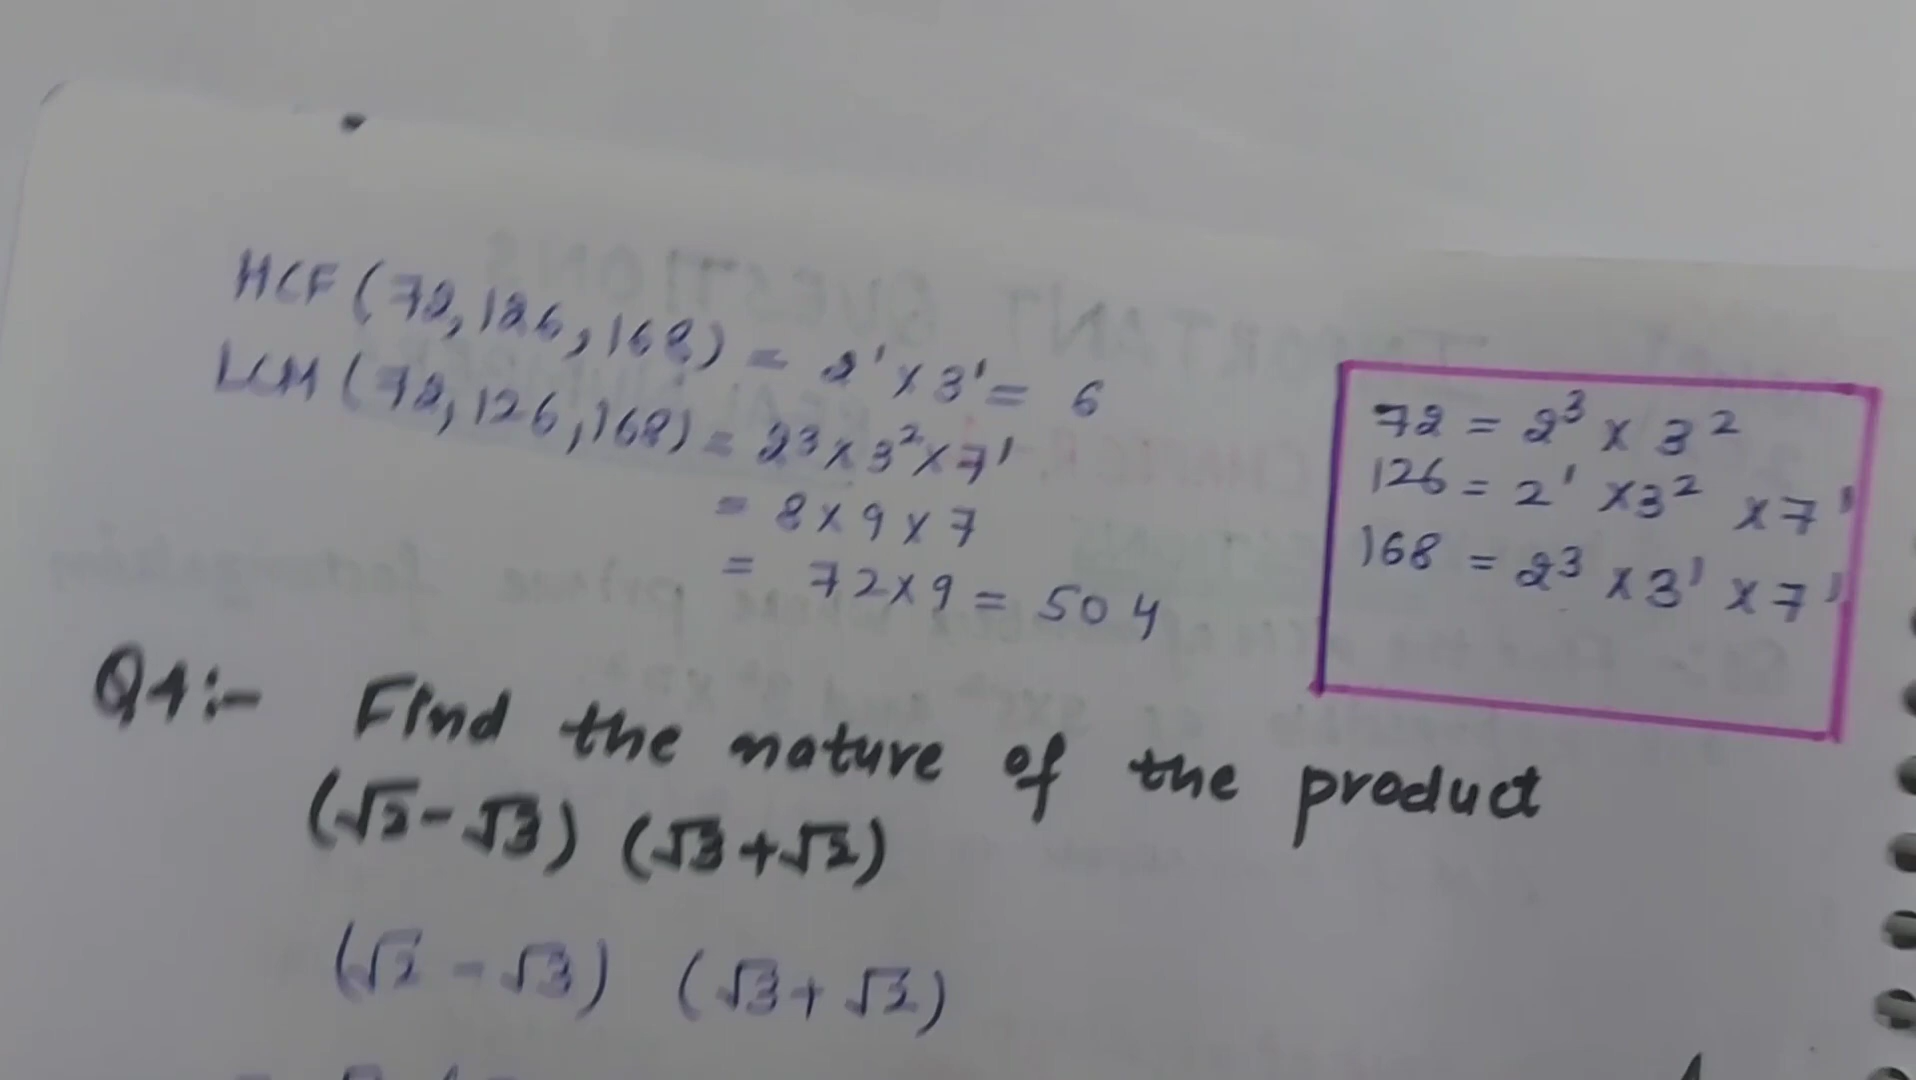 HCF (72, 126, 168) = 2¹ × 3¹ = 6
LCM (72, 126, 168) = 2³ × 3² × 7¹
= 8 × 9 × 7
= 72 × 9 = 504
72 = 2³ × 3²
126 = 2¹ × 3² × 7¹
168 = 2³ × 3¹ × 7¹
Q4:- Find the nature of the product
(√2-√3) (√3+√2)
(√2 - √3) (√3 + √2)